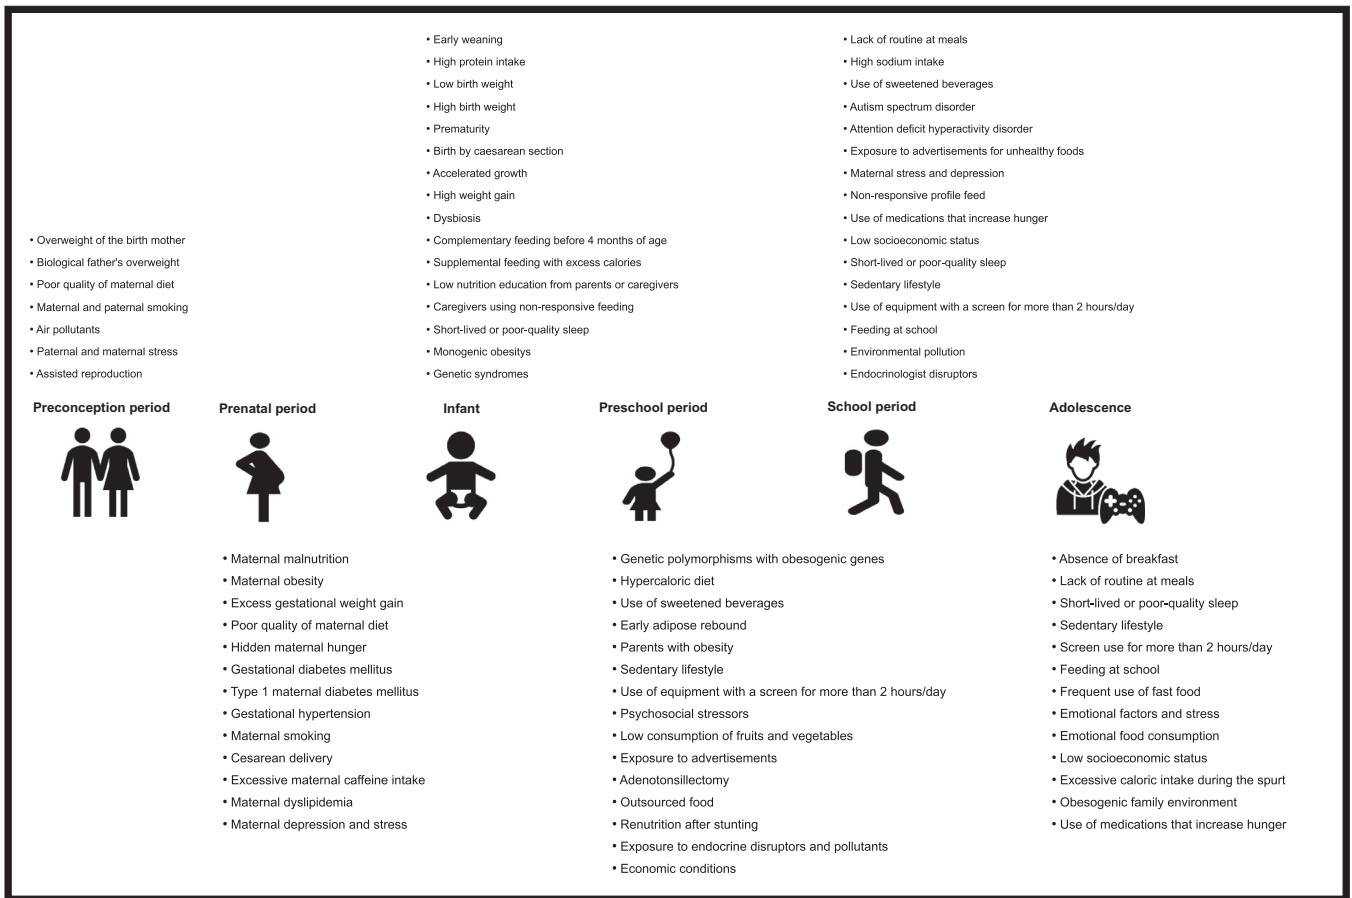 • Early weaning
• High protein intake
• Low birth weight
• High birth weight
• Prematurity
• Birth by caesarean section
• Accelerated growth
• High weight gain
• Dysbiosis
• Complementary feeding before 4 months of age
• Supplemental feeding with excess calories
• Low nutrition education from parents or caregivers
• Caregivers using non-responsive feeding
• Short-lived or poor-quality sleep
• Monogenic obesitys
• Genetic syndromes
• Lack of routine at meals
• High sodium intake
• Use of sweetened beverages
• Autism spectrum disorder
• Attention deficit hyperactivity disorder
• Exposure to advertisements for unhealthy foods
• Maternal stress and depression
• Non-responsive profile feed
• Use of medications that increase hunger
• Low socioeconomic status
• Short-lived or poor-quality sleep
• Sedentary lifestyle
• Use of equipment with a screen for more than 2 hours/day
• Feeding at school
• Environmental pollution
• Endocrinologist disruptors
• Overweight of the birth mother
• Biological father's overweight
• Poor quality of maternal diet
• Maternal and paternal smoking
• Air pollutants
• Paternal and maternal stress
• Assisted reproduction
Preconception period
Prenatal period
Infant
Preschool period
School period
Adolescence
• Maternal malnutrition
• Maternal obesity
• Excess gestational weight gain
• Poor quality of maternal diet
• Hidden maternal hunger
• Gestational diabetes mellitus
• Type 1 maternal diabetes mellitus
• Gestational hypertension
• Maternal smoking
• Cesarean delivery
• Excessive maternal caffeine intake
• Maternal dyslipidemia
• Maternal depression and stress
• Genetic polymorphisms with obesogenic genes
• Hypercaloric diet
• Use of sweetened beverages
• Early adipose rebound
• Parents with obesity
• Sedentary lifestyle
• Use of equipment with a screen for more than 2 hours/day
• Psychosocial stressors
• Low consumption of fruits and vegetables
• Exposure to advertisements
• Adenotonsillectomy
• Outsourced food
• Renutrition after stunting
• Exposure to endocrine disruptors and pollutants
• Economic conditions
• Absence of breakfast
• Lack of routine at meals
• Short-lived or poor-quality sleep
• Sedentary lifestyle
• Screen use for more than 2 hours/day
• Feeding at school
• Frequent use of fast food
• Emotional factors and stress
• Emotional food consumption
• Low socioeconomic status
• Excessive caloric intake during the spurt
• Obesogenic family environment
• Use of medications that increase hunger